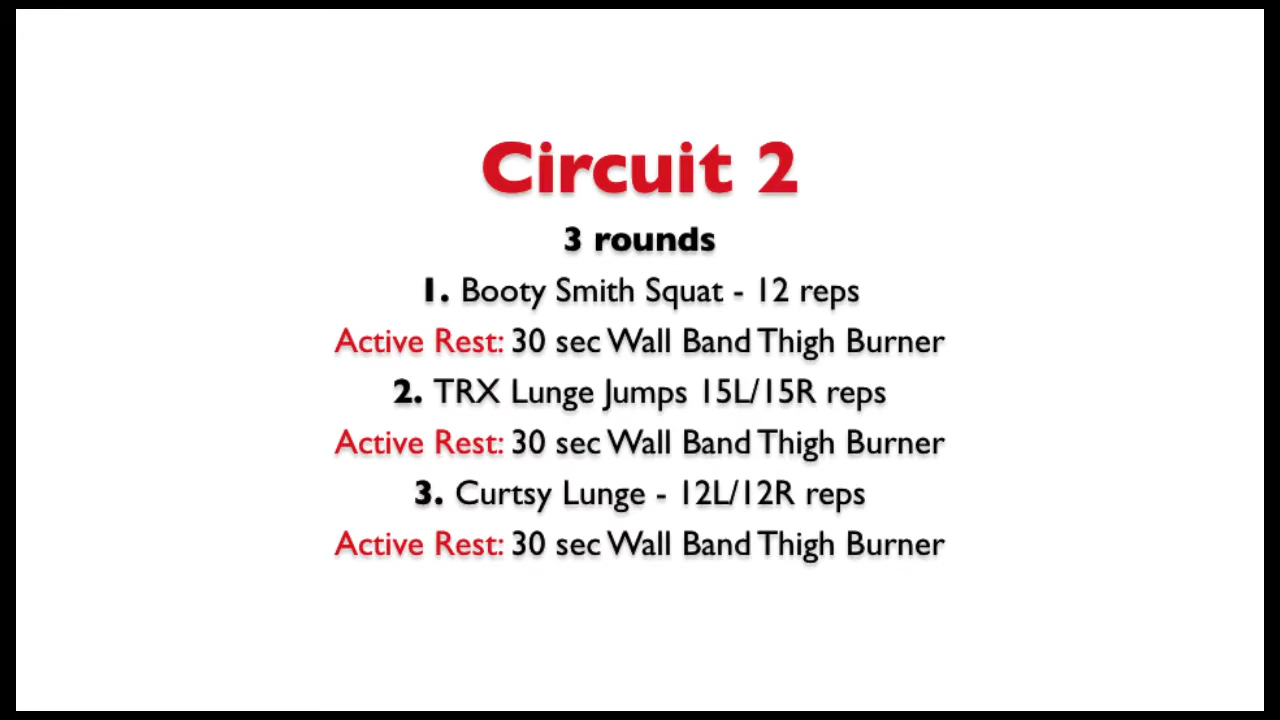 Circuit 2
3 rounds
1. Booty Smith Squat - 12 reps
Active Rest: 30 sec Wall Band Thigh Burner
2. TRX Lunge Jumps 15L/15R reps
Active Rest: 30 sec Wall Band Thigh Burner
3. Curtsy Lunge - 12L/12R reps
Active Rest: 30 sec Wall Band Thigh Burner